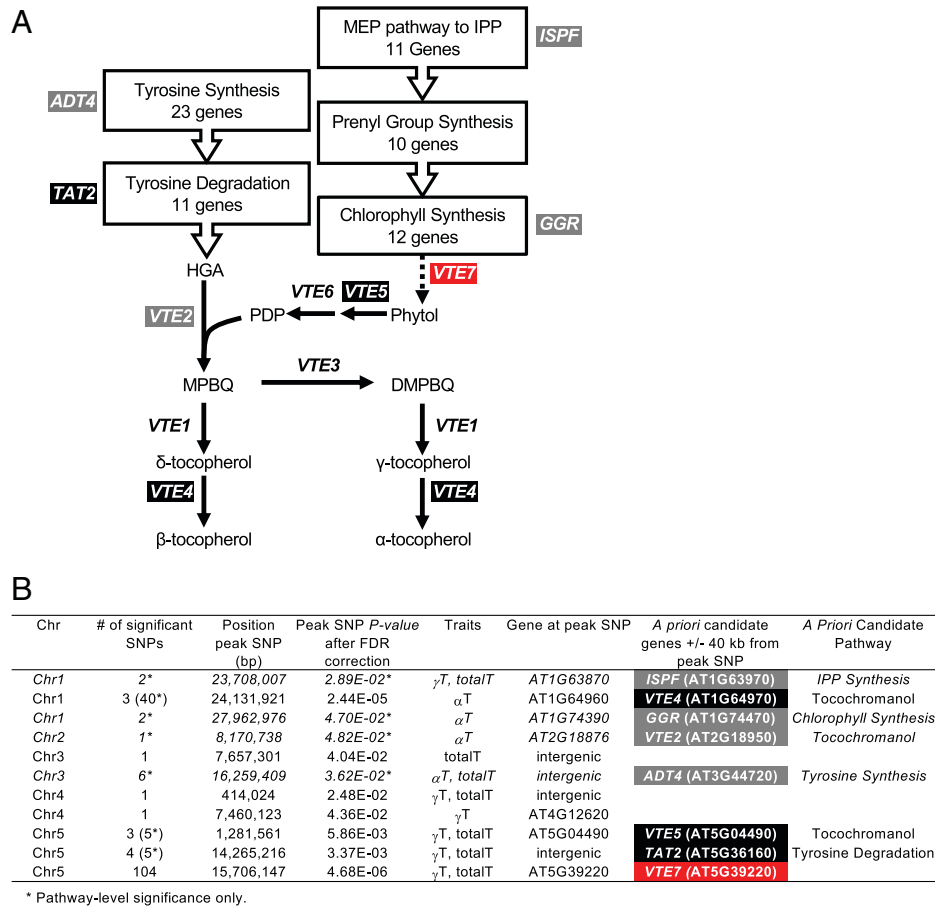 A
MEP pathway to IPP
11 Genes
ISPF
ADT4
Tyrosine Synthesis
23 genes
Prenyl Group Synthesis
10 genes
TAT2
Tyrosine Degradation
11 genes
Chlorophyll Synthesis
12 genes
GGR
HGA
VTE7
VTE2
PDP
VTE6
VTE5
Phytol
MPBQ
VTE3
DMPBQ
VTE1
VTE1
δ-tocopherol
γ-tocopherol
VTE4
VTE4
β-tocopherol
α-tocopherol
B
Chr # of significant SNPs Position peak SNP (bp) Peak SNP P-value after FDR correction Traits Gene at peak SNP A priori candidate genes +/- 40 kb from peak SNP A Priori Candidate Pathway
Chr1 2* 23,708,007 2.89E-02* γT, totalT AT1G63870 ISPF (AT1G63970) IPP Synthesis
Chr1 3 (40*) 24,131,921 2.44E-05 αT AT1G64960 VTE4 (AT1G64970) Tocochromanol
Chr1 2* 27,962,976 4.70E-02* αT AT1G74390 GGR (AT1G74470) Chlorophyll Synthesis
Chr2 1* 8,170,738 4.82E-02* αT AT2G18876 VTE2 (AT2G18950) Tocochromanol
Chr3 1 7,657,301 4.04E-02 totalT intergenic
Chr3 6* 16,259,409 3.62E-02* αT, totalT intergenic ADT4 (AT3G44720) Tyrosine Synthesis
Chr4 1 414,024 2.48E-02 γT, totalT intergenic
Chr4 1 7,460,123 4.36E-02 γT AT4G12620
Chr5 3 (5*) 1,281,561 5.86E-03 γT, totalT AT5G04490 VTE5 (AT5G04490) Tocochromanol
Chr5 4 (5*) 14,265,216 3.37E-03 γT, totalT intergenic TAT2 (AT5G36160) Tyrosine Degradation
Chr5 104 15,706,147 4.68E-06 γT, totalT AT5G39220 VTE7 (AT5G39220)
* Pathway-level significance only.